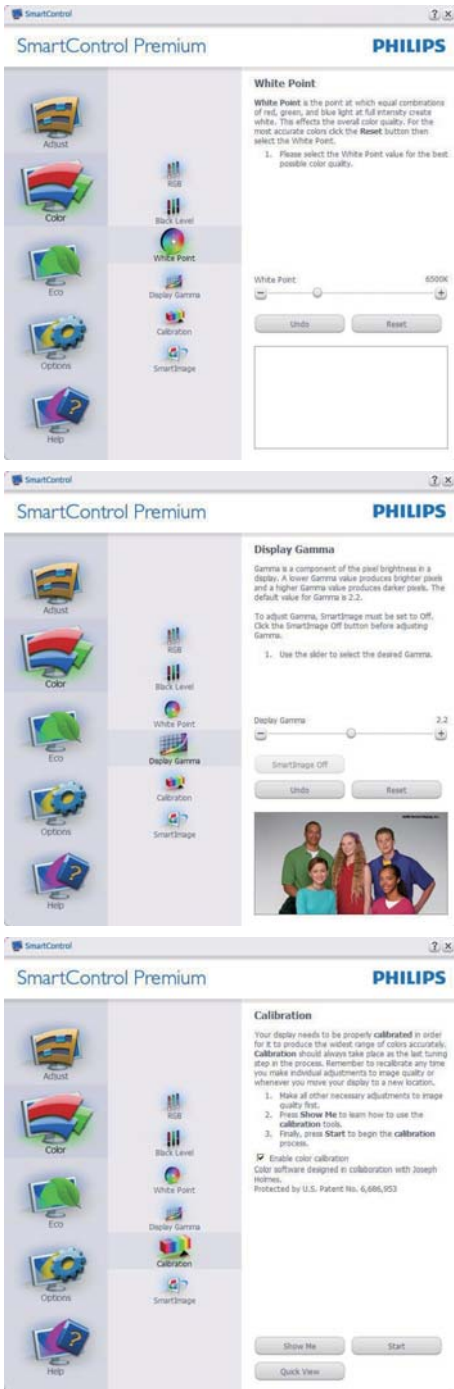 SmartControl
SmartControl Premium
PHILIPS
Adjust
Color
Eco
Options
Help
RGB
Black Level
White Point
Display Gamma
Calibration
SmartImage
White Point
White Point is the point at which equal combinations
of red, green, and blue light at full intensity create
white. This effects the overall color quality. For the
most accurate colors click the Reset button then
select the White Point.
1. Please select the White Point value for the best
possible color quality.
White Point 6500K
Undo Reset
SmartControl
SmartControl Premium
PHILIPS
Adjust
Color
Eco
Options
Help
RGB
Black Level
White Point
Display Gamma
Calibration
SmartImage
Display Gamma
Gamma is a component of the pixel brightness in a
display. A lower Gamma value produces brighter pixels
and a higher Gamma value produces darker pixels. The
default value for Gamma is 2.2.
To adjust Gamma, SmartImage must be set to Off.
Click the SmartImage Off button before adjusting
Gamma.
1. Use the slider to select the desired Gamma.
Display Gamma 2.2
SmartImage Off
Undo Reset
SmartControl
SmartControl Premium
PHILIPS
Adjust
Color
Eco
Options
Help
RGB
Black Level
White Point
Display Gamma
Calibration
SmartImage
Calibration
Your display needs to be properly calibrated in order
for it to produce the widest range of colors accurately.
Calibration should always take place as the last tuning
step in the process. Remember to recalibrate any time
you make individual adjustments to image quality or
whenever you move your display to a new location.
1. Make all other necessary adjustments to image
quality first.
2. Press Show Me to learn how to use the
calibration tools.
3. Finally, press Start to begin the calibration
process.
Enable color calibration
Color software designed in collaboration with Joseph
Holmes.
Protected by U.S. Patent No. 6,686,953
Show Me Start
Quick View